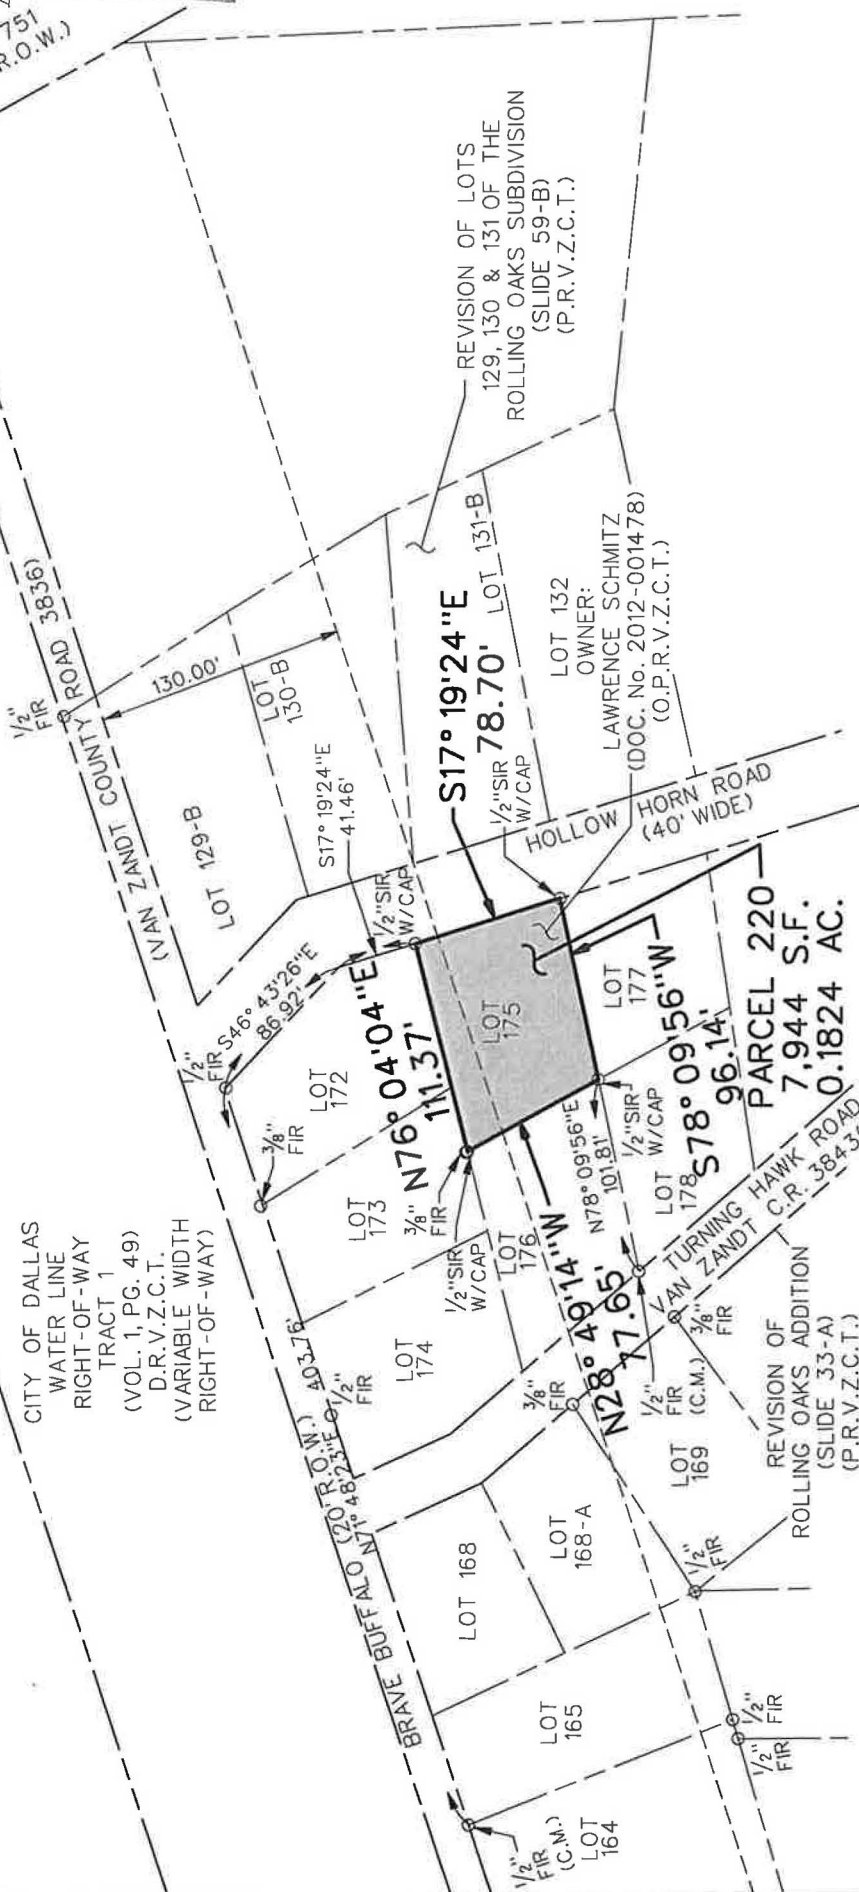 751
R.O.W.)
CITY OF DALLAS
WATER LINE
RIGHT-OF-WAY
TRACT 1
(VOL. 1, PG. 49)
D.R.V.Z.C.T.
(VARIABLE WIDTH
RIGHT-OF-WAY)
BRAVE BUFFALO (20' R.O.W.)
(VAN ZANDT COUNTY ROAD 3836)
N71° 48'23"E
403.76'
1/2"
FIR
1/2"
FIR
S46° 43'26"E
86.92'
3/8"
FIR
1/2"
FIR
130.00'
LOT 129-B
LOT
130-B
S17° 19'24"E
41.46'
1/2"SIR
W/CAP
REVISION OF LOTS
129, 130 & 131 OF THE
ROLLING OAKS SUBDIVISION
(SLIDE 59-B)
(P.R.V.Z.C.T.)
LOT 131-B
S17° 19'24"E
78.70'
1/2"SIR
W/CAP
LOT 132
OWNER:
LAWRENCE SCHMITZ
(DOC. No. 2012-001478)
(O.P.R.V.Z.C.T.)
HOLLOW HORN ROAD
(40' WIDE)
LOT
172
N76° 04'04"E
111.37'
LOT
173
3/8"
FIR
1/2"SIR
W/CAP
LOT
174
LOT
175
LOT
176
LOT
177
LOT
178
N78° 09'56"E
101.81'
1/2"SIR
W/CAP
S78° 09'56"W
96.14'
PARCEL 220
7,944 S.F.
0.1824 AC.
N28° 49'14"W
77.65'
TURNING HAWK ROAD
VAN ZANDT C.R. 3843
3/8"
FIR
1/2"
FIR
(C.M.)
3/8"
FIR
LOT 168
LOT
168-A
LOT
169
1/2"
FIR
REVISION OF
ROLLING OAKS ADDITION
(SLIDE 33-A)
(P.R.V.Z.C.T.)
LOT
165
1/2"
FIR
1/2"
FIR
1/2"
FIR
(C.M.)
LOT
164